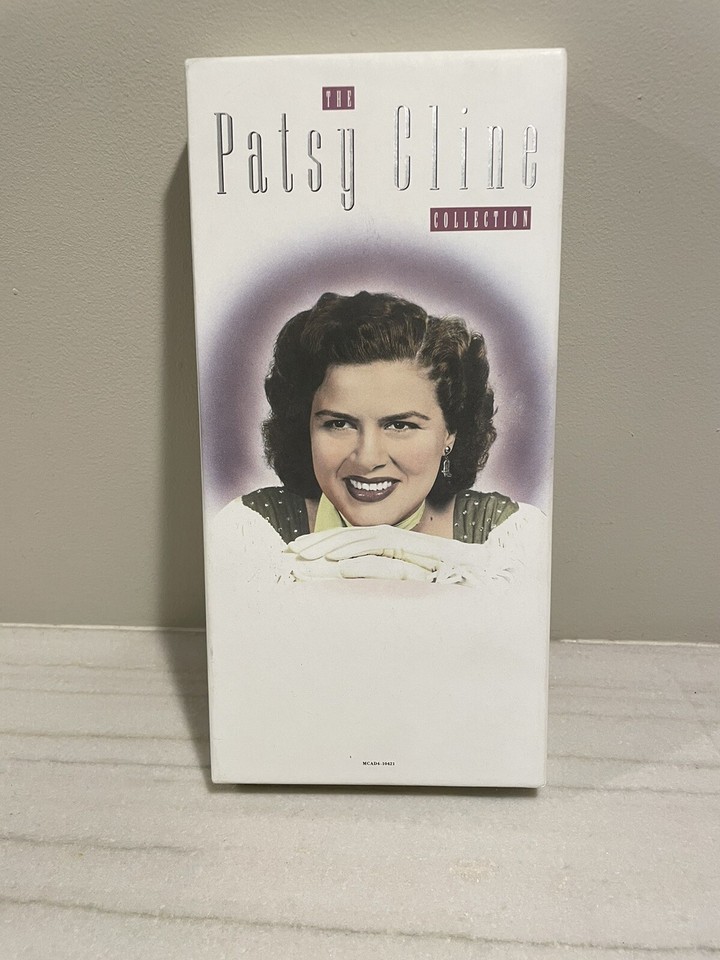 THE
Patsy Cline
COLLECTION
MCAD4-10421